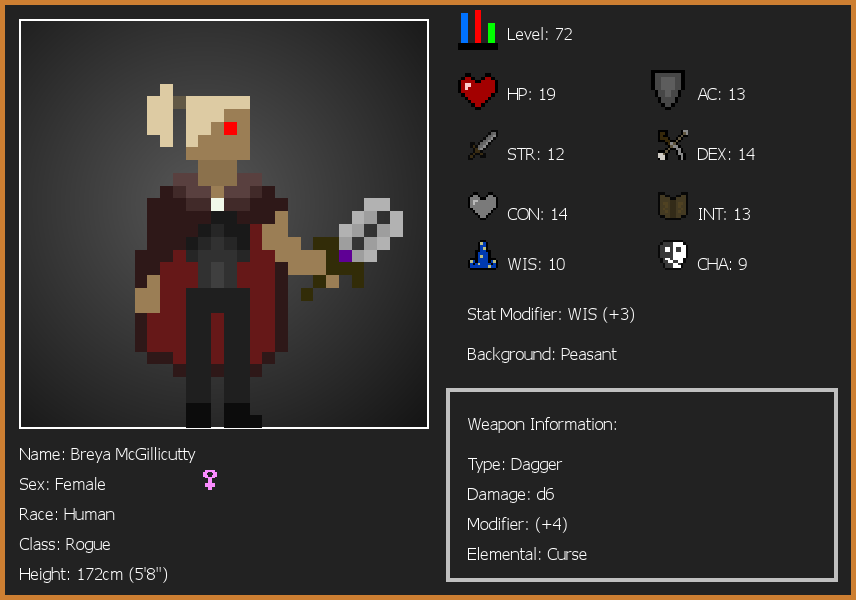 Level: 72
HP: 19
AC: 13
STR: 12
DEX: 14
CON: 14
INT: 13
WIS: 10
CHA: 9
Stat Modifier: WIS (+3)
Background: Peasant
Weapon Information:
Type: Dagger
Damage: d6
Modifier: (+4)
Elemental: Curse
Name: Breya McGillicutty
Sex: Female
Race: Human
Class: Rogue
Height: 172cm (5'8")